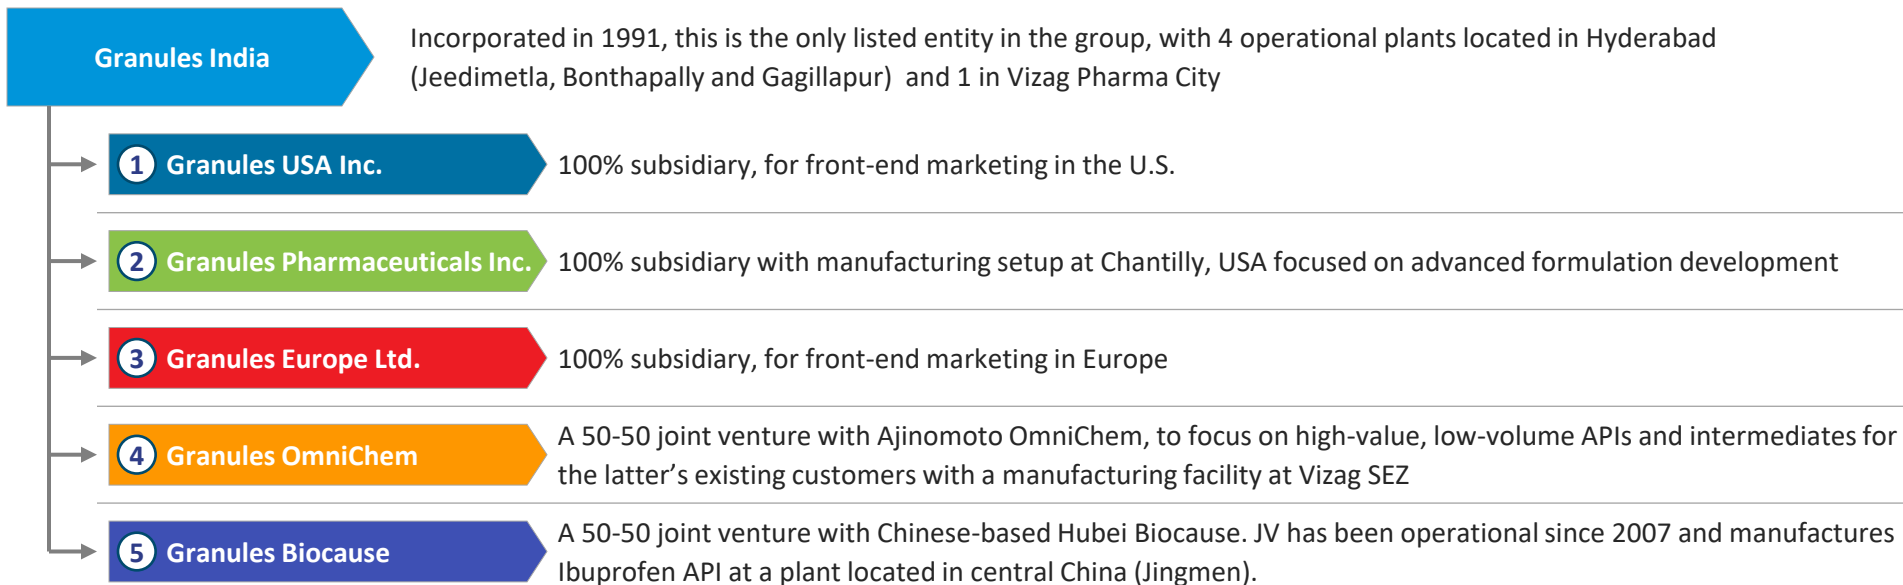 Granules India
Incorporated in 1991, this is the only listed entity in the group, with 4 operational plants located in Hyderabad
(Jeedimetla, Bonthapally and Gagillapur) and 1 in Vizag Pharma City
1 Granules USA Inc.
100% subsidiary, for front-end marketing in the U.S.
2 Granules Pharmaceuticals Inc.
100% subsidiary with manufacturing setup at Chantilly, USA focused on advanced formulation development
3 Granules Europe Ltd.
100% subsidiary, for front-end marketing in Europe
4 Granules OmniChem
A 50-50 joint venture with Ajinomoto OmniChem, to focus on high-value, low-volume APIs and intermediates for
the latter’s existing customers with a manufacturing facility at Vizag SEZ
5 Granules Biocause
A 50-50 joint venture with Chinese-based Hubei Biocause. JV has been operational since 2007 and manufactures
Ibuprofen API at a plant located in central China (Jingmen).